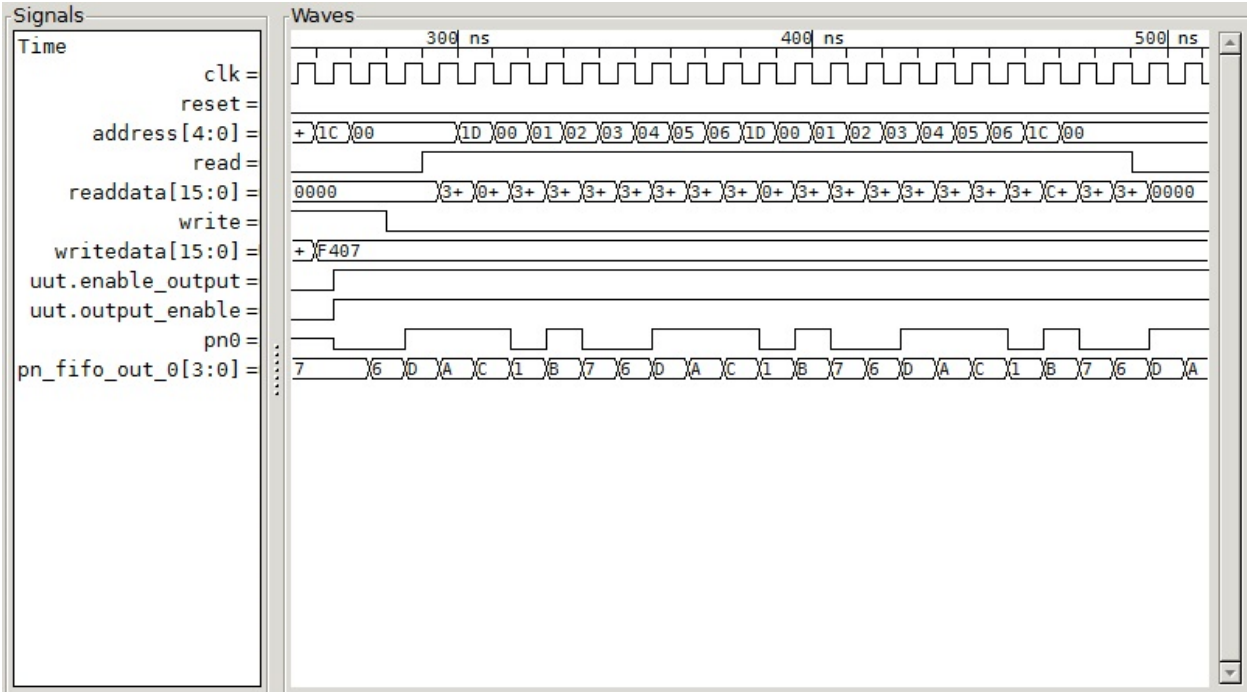 Signals
Waves
Time
300 ns 400 ns 500 ns
clk =
reset =
address[4:0] = + 1C 00 1D 00 01 02 03 04 05 06 1D 00 01 02 03 04 05 06 1C 00
read =
readdata[15:0] = 0000 3+ 0+ 3+ 3+ 3+ 3+ 3+ 3+ 3+ 0+ 3+ 3+ 3+ 3+ 3+ 3+ 3+ C+ 3+ 3+ 0000
write =
writedata[15:0] = + F407
uut.enable_output =
uut.output_enable =
pn0 =
pn_fifo_out_0[3:0] = 7 6 D A C 1 B 7 6 D A C 1 B 7 6 D A C 1 B 7 6 D A